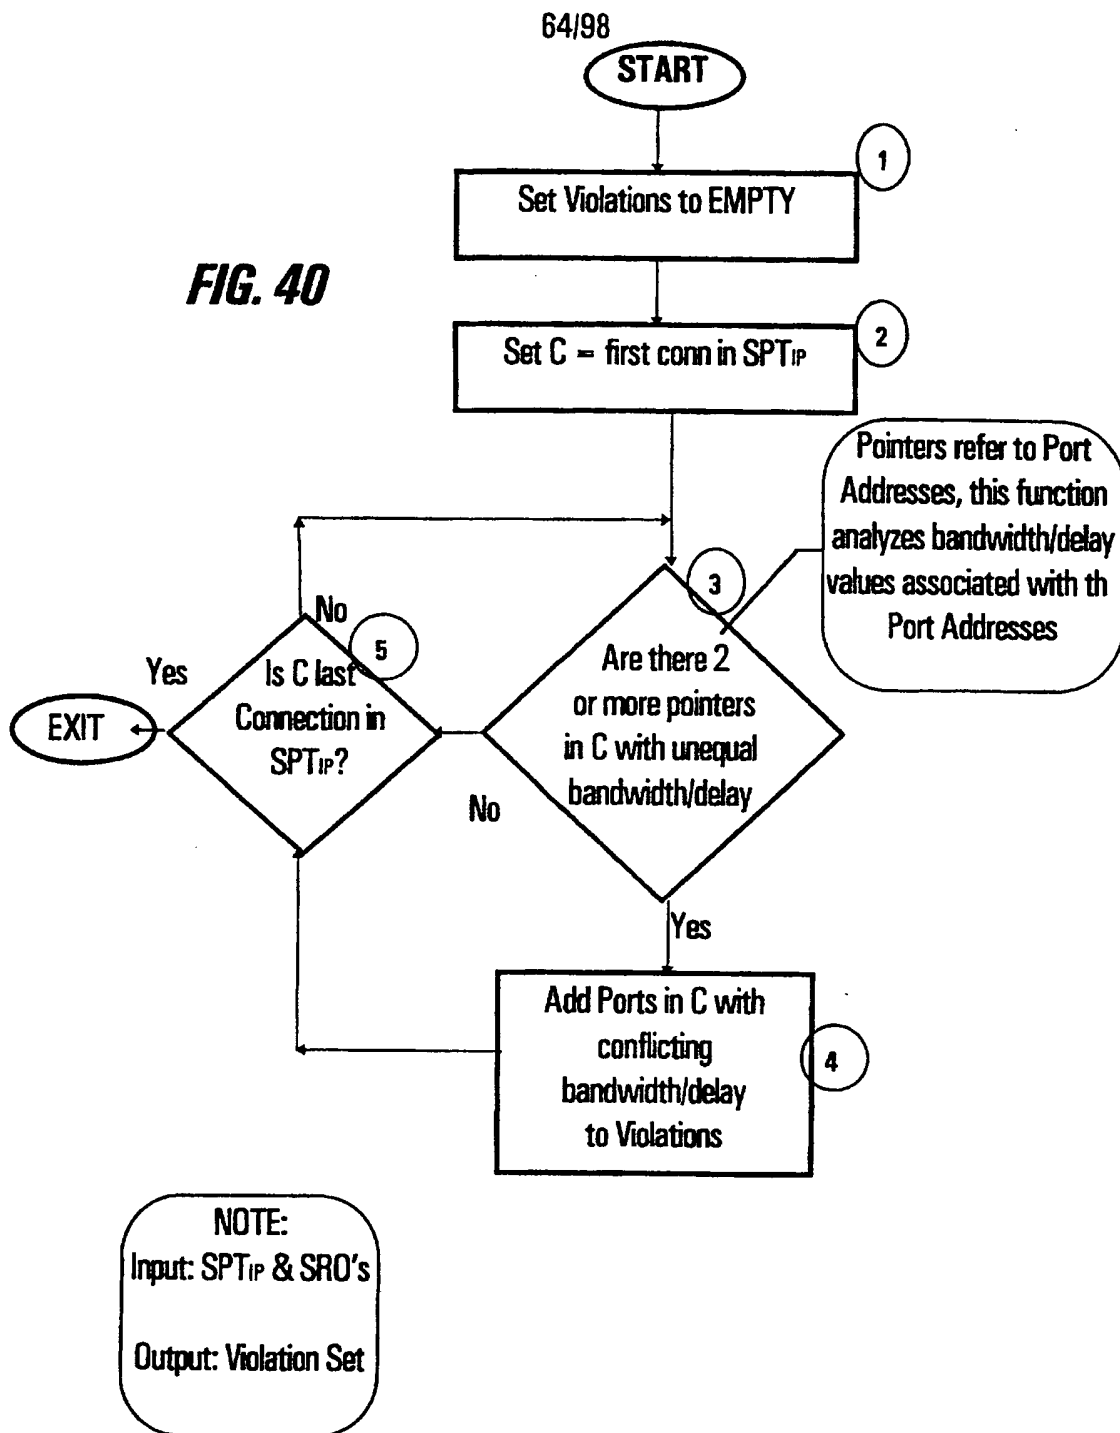 64/98
START
1
Set Violations to EMPTY
FIG. 40
2
Set C = first conn in SPTIP
Pointers refer to Port
Addresses, this function
analyzes bandwidth/delay
values associated with th
Port Addresses
3
Are there 2
or more pointers
in C with unequal
bandwidth/delay
No
5
Is C last
Connection in
SPTIP?
Yes
EXIT
No
Yes
Add Ports in C with
conflicting
bandwidth/delay
to Violations
4
NOTE:
Input: SPTIP & SRO's
Output: Violation Set